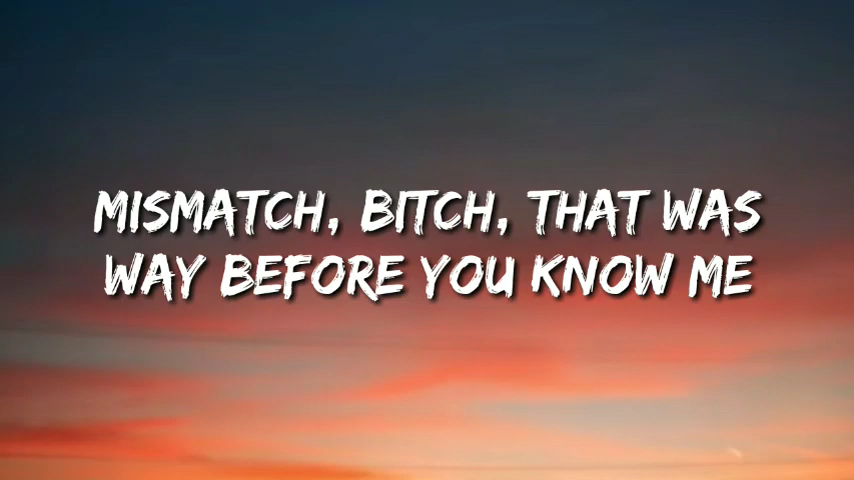 MISMATCH, BITCH, THAT WAS
WAY BEFORE YOU KNOW ME